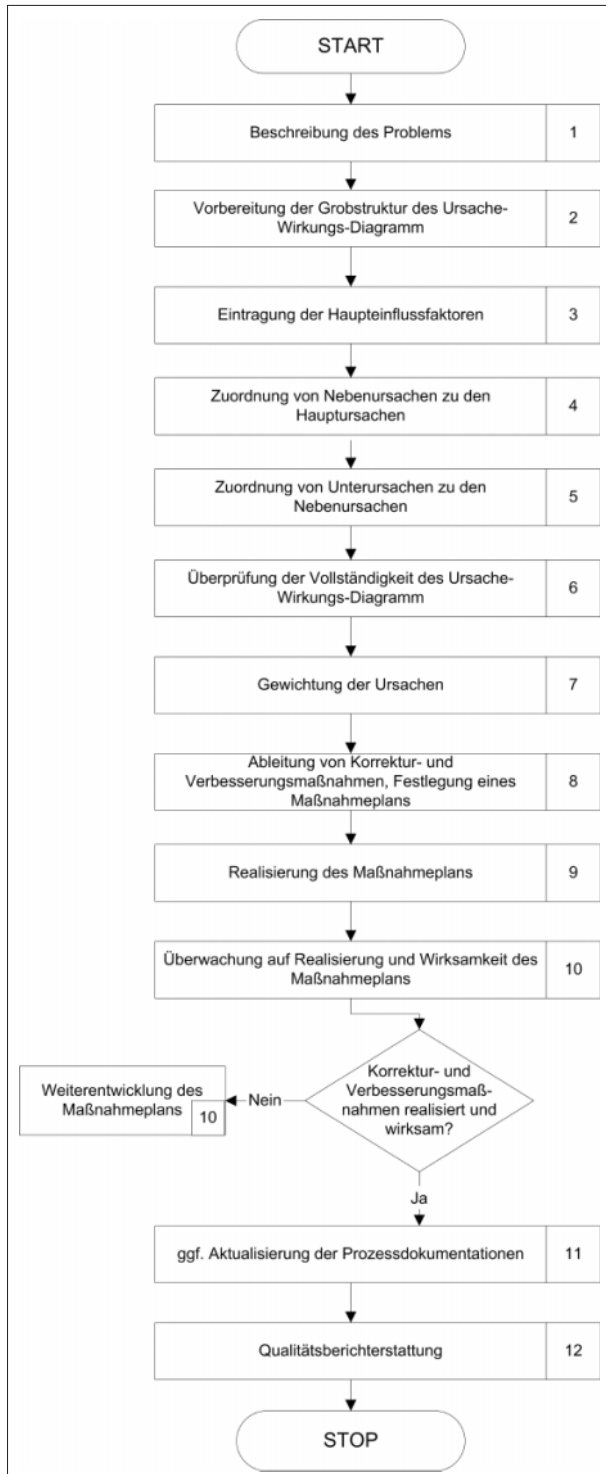 START
Beschreibung des Problems
1
Vorbereitung der Grobstruktur des Ursache-
Wirkungs-Diagramm
2
Eintragung der Haupteinflussfaktoren
3
Zuordnung von Nebenursachen zu den
Hauptursachen
4
Zuordnung von Unterursachen zu den
Nebenursachen
5
Überprüfung der Vollständigkeit des Ursache-
Wirkungs-Diagramm
6
Gewichtung der Ursachen
7
Ableitung von Korrektur- und
Verbesserungsmaßnahmen, Festlegung eines
Maßnahmeplans
8
Realisierung des Maßnahmeplans
9
Überwachung auf Realisierung und Wirksamkeit des
Maßnahmeplans
10
Korrektur- und
Verbesserungsmaß-
nahmen realisiert und
wirksam?
Nein
Weiterentwicklung des
Maßnahmeplans
10
Ja
ggf. Aktualisierung der Prozessdokumentationen
11
Qualitätsberichterstattung
12
STOP